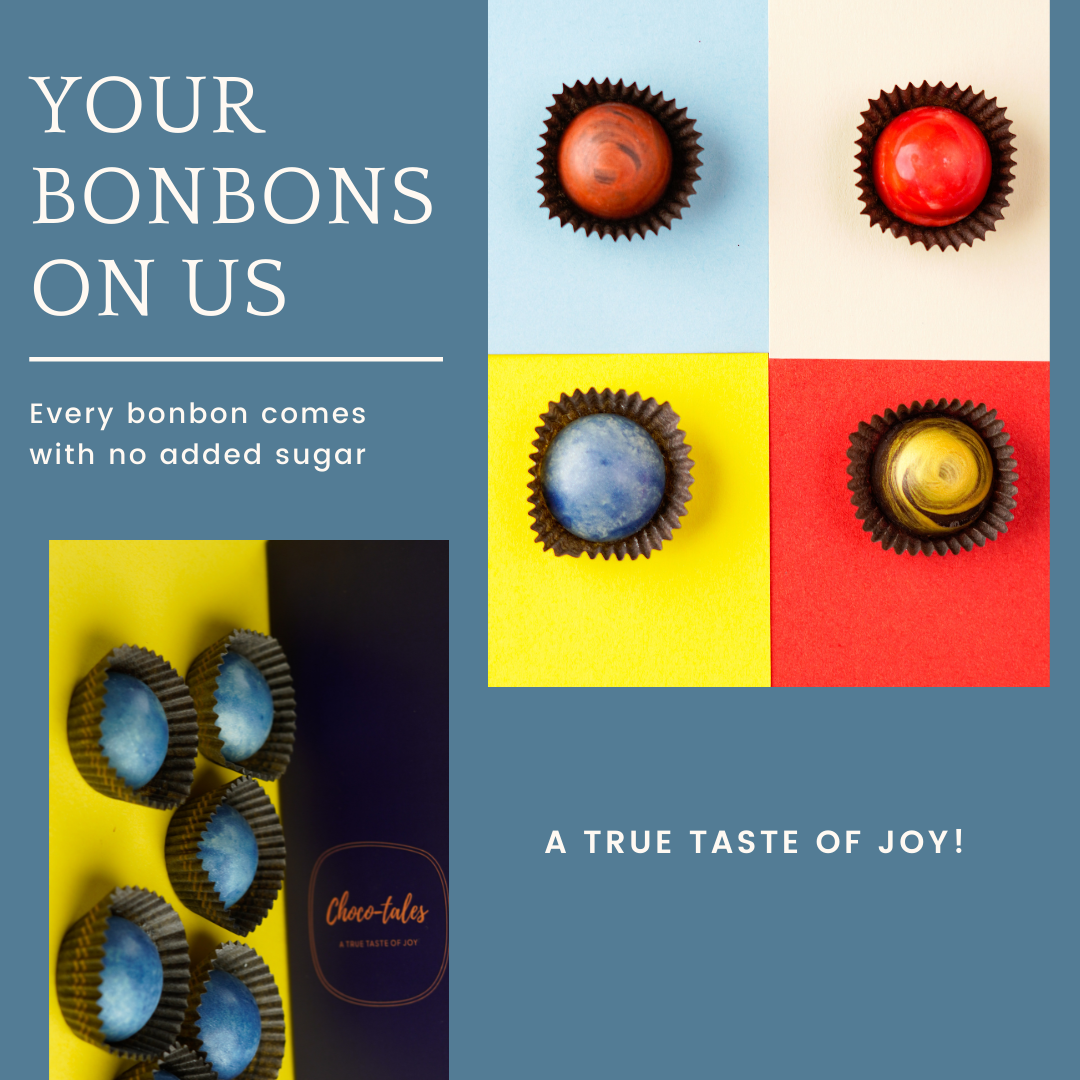 YOUR
BONBONS
ON US
Every bonbon comes
with no added sugar
A TRUE TASTE OF JOY!
Choco-tales
A TRUE TASTE OF JOY